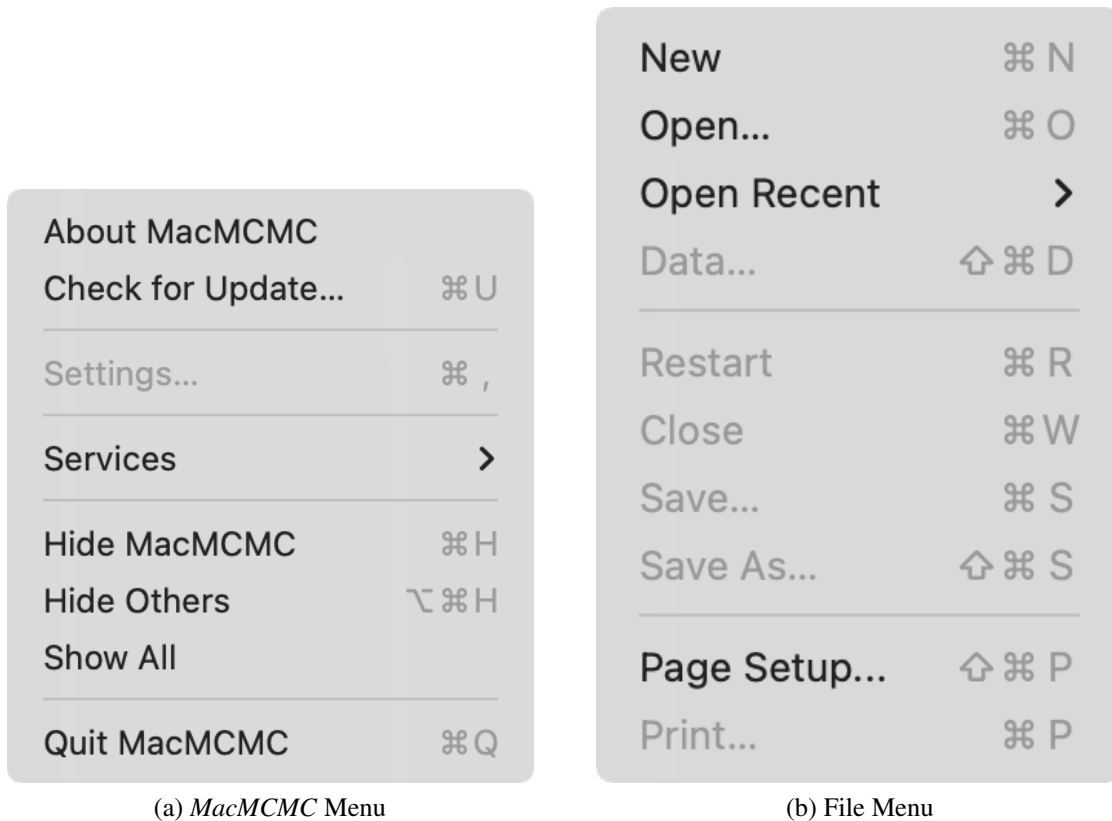 About MacMCMC
Check for Update... ⌘U
Settings... ⌘ ,
Services >
Hide MacMCMC ⌘H
Hide Others ⌥⌘H
Show All
Quit MacMCMC ⌘Q
(a) MacMCMC Menu
New ⌘ N
Open... ⌘ O
Open Recent >
Data... ⇧⌘ D
Restart ⌘ R
Close ⌘W
Save... ⌘ S
Save As... ⇧⌘ S
Page Setup... ⇧⌘ P
Print... ⌘ P
(b) File Menu